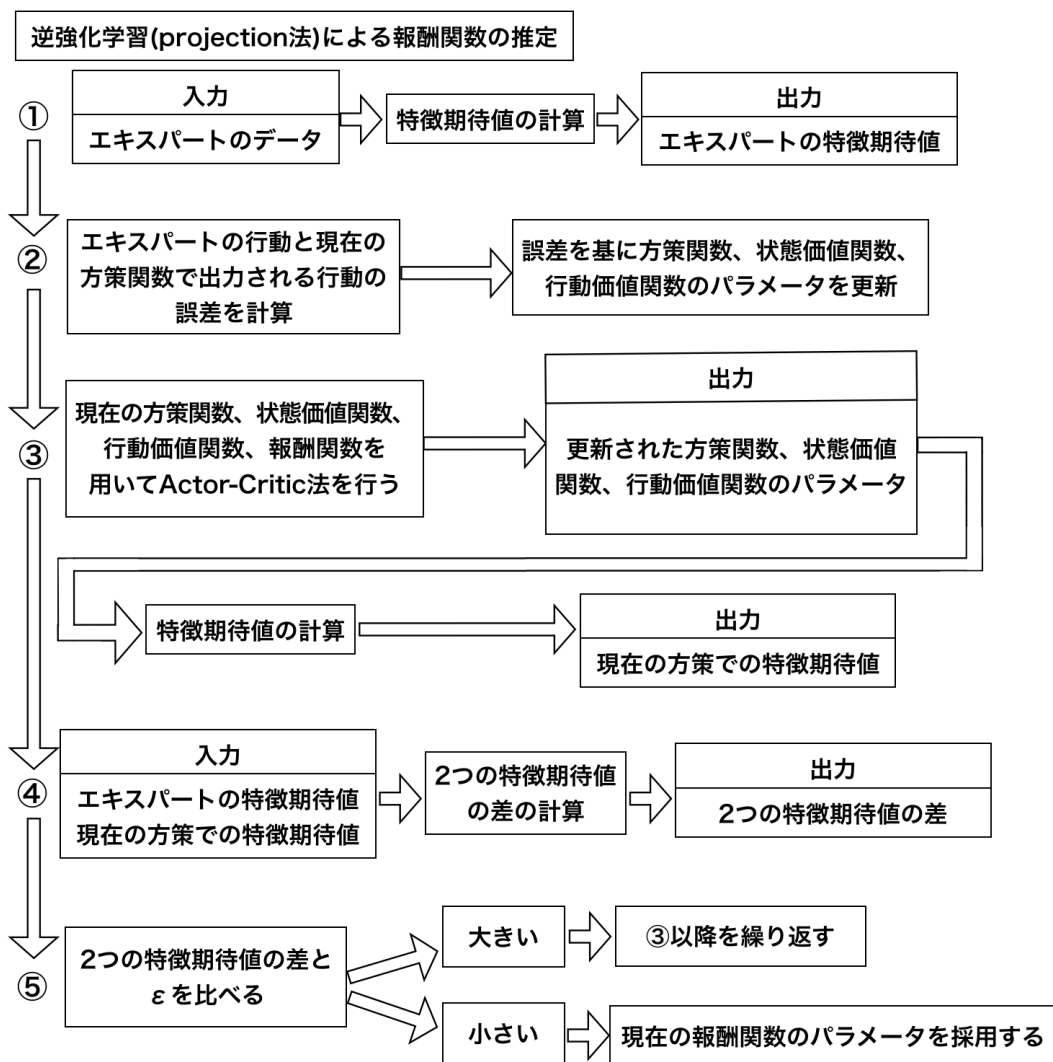 逆強化学習(projection法)による報酬関数の推定
①
入力
エキスパートのデータ
特徴期待値の計算
出力
エキスパートの特徴期待値
②
エキスパートの行動と現在の
方策関数で出力される行動の
誤差を計算
誤差を基に方策関数、状態価値関数、
行動価値関数のパラメータを更新
③
現在の方策関数、状態価値関数、
行動価値関数、報酬関数を
用いてActor-Critic法を行う
出力
更新された方策関数、状態価値
関数、行動価値関数のパラメータ
特徴期待値の計算
出力
現在の方策での特徴期待値
④
入力
エキスパートの特徴期待値
現在の方策での特徴期待値
2つの特徴期待値
の差の計算
出力
2つの特徴期待値の差
⑤
2つの特徴期待値の差と
εを比べる
大きい
③以降を繰り返す
小さい
現在の報酬関数のパラメータを採用する